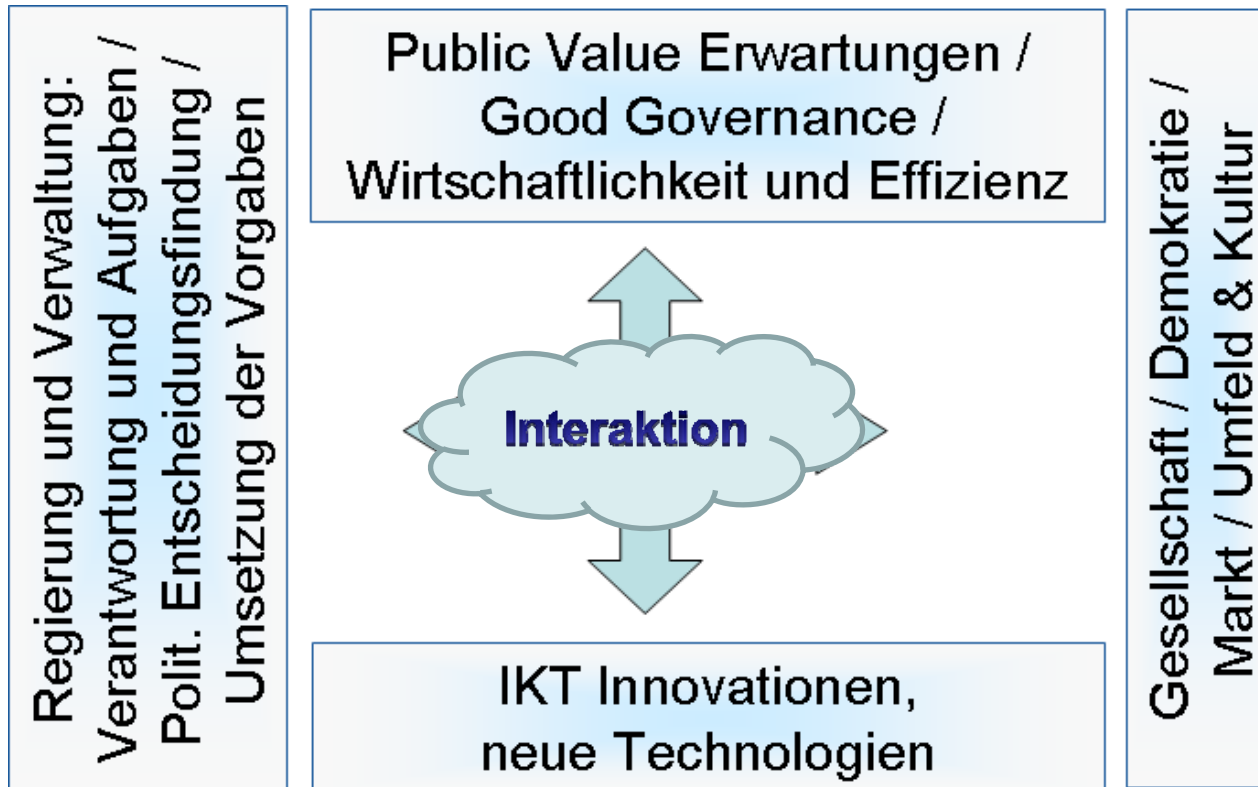 Regierung und Verwaltung:
Verantwortung und Aufgaben /
Polit. Entscheidungsfindung /
Umsetzung der Vorgaben
Public Value Erwartungen /
Good Governance /
Wirtschaftlichkeit und Effizienz
Interaktion
IKT Innovationen,
neue Technologien
Gesellschaft / Demokratie /
Markt / Umfeld & Kultur